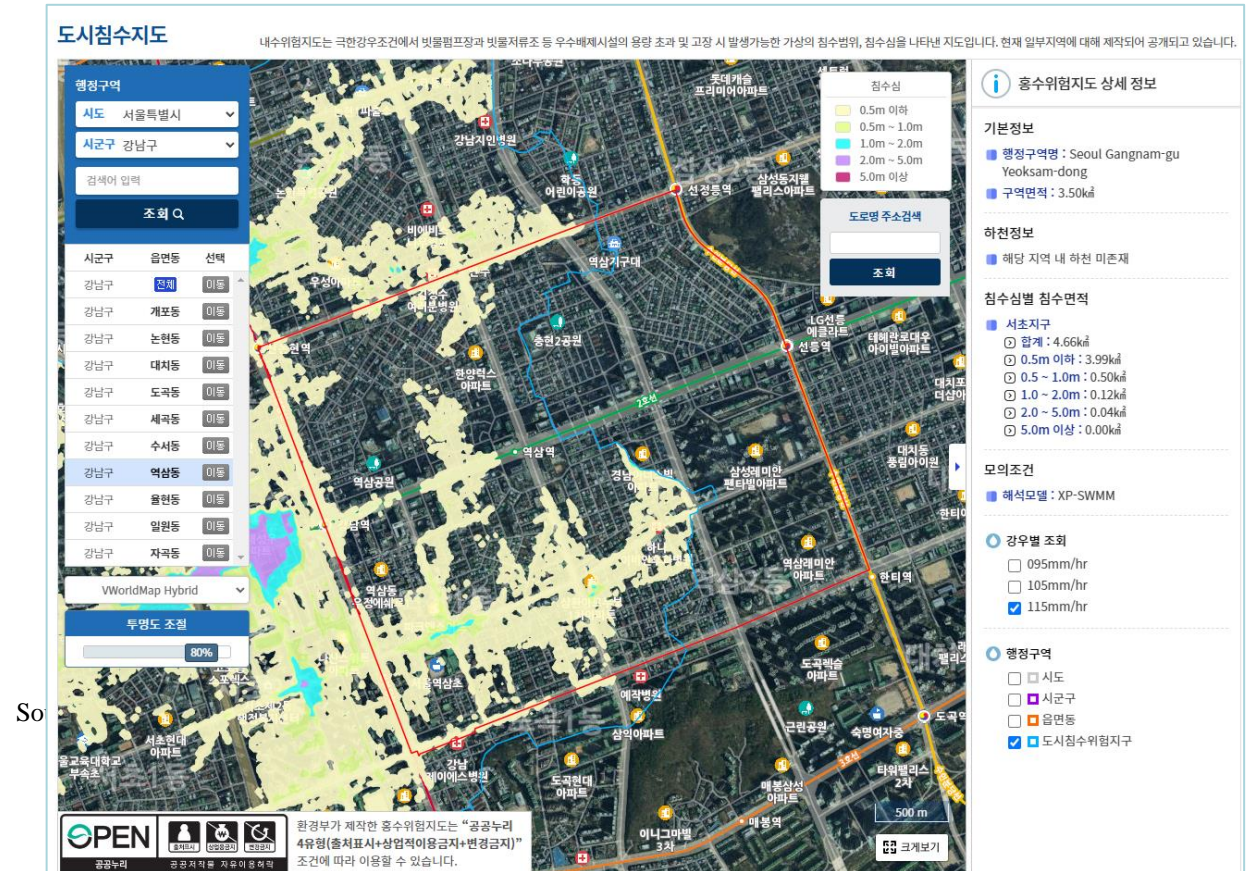 도시침수지도
내수위험지도는 극한강우조건에서 빗물펌프장과 빗물저류조 등 우수배제시설의 용량 초과 및 고장 시 발생가능한 가상의 침수범위, 침수심을 나타낸 지도입니다. 현재 일부지역에 대해 제작되어 공개되고 있습니다.
행정구역
시도 서울특별시
시군구 강남구
검색어 입력
조회
시군구 읍면동 선택
강남구 전체 이동
강남구 개포동 이동
강남구 논현동 이동
강남구 대치동 이동
강남구 도곡동 이동
강남구 세곡동 이동
강남구 수서동 이동
강남구 역삼동 이동
강남구 율현동 이동
강남구 일원동 이동
강남구 자곡동 이동
VWorldMap Hybrid
투명도 조절
80%
롯데캐슬
프리미어아파트
강남지인병원
학동
어린이공원
선정릉역
삼성동지웰
팰리스아파트
역삼지구대
충현2공원
LG선릉
에클라트
선릉역
테헤란로대우
아이빌아파트
한양럭스
아파트
2호선
역삼역
역삼공원
삼성레미안
펜타빌아파트
대치동
풍림아이원
역삼레미안
아파트
한티역
역삼2동
도곡렉슬
아파트
예작병원
삼익아파트
근린공원
숙명여자중
도곡역
서초현대
아파트
강남
도곡현대
아파트
매봉삼성
아파트
타워팰리스
2차
3호선
매봉역
이니그마빌
3차
침수심
0.5m 이하
0.5m ~ 1.0m
1.0m ~ 2.0m
2.0m ~ 5.0m
5.0m 이상
도로명 주소검색
조회
500 m
크게보기
OPEN
공공누리
출처표시
상업용금지
변경금지
공공저작물 자유이용허락
환경부가 제작한 홍수위험지도는 “공공누리
4유형(출처표시+상업적이용금지+변경금지)”
조건에 따라 이용할 수 있습니다.
홍수위험지도 상세 정보
기본정보
행정구역명 : Seoul Gangnam-gu
Yeoksam-dong
구역면적 : 3.50㎢
하천정보
해당 지역 내 하천 미존재
침수심별 침수면적
서초지구
합계 : 4.66㎢
0.5m 이하 : 3.99㎢
0.5 ~ 1.0m : 0.50㎢
1.0 ~ 2.0m : 0.12㎢
2.0 ~ 5.0m : 0.04㎢
5.0m 이상 : 0.00㎢
모의조건
해석모델 : XP-SWMM
강우별 조회
095mm/hr
105mm/hr
115mm/hr
행정구역
시도
시군구
읍면동
도시침수위험지구